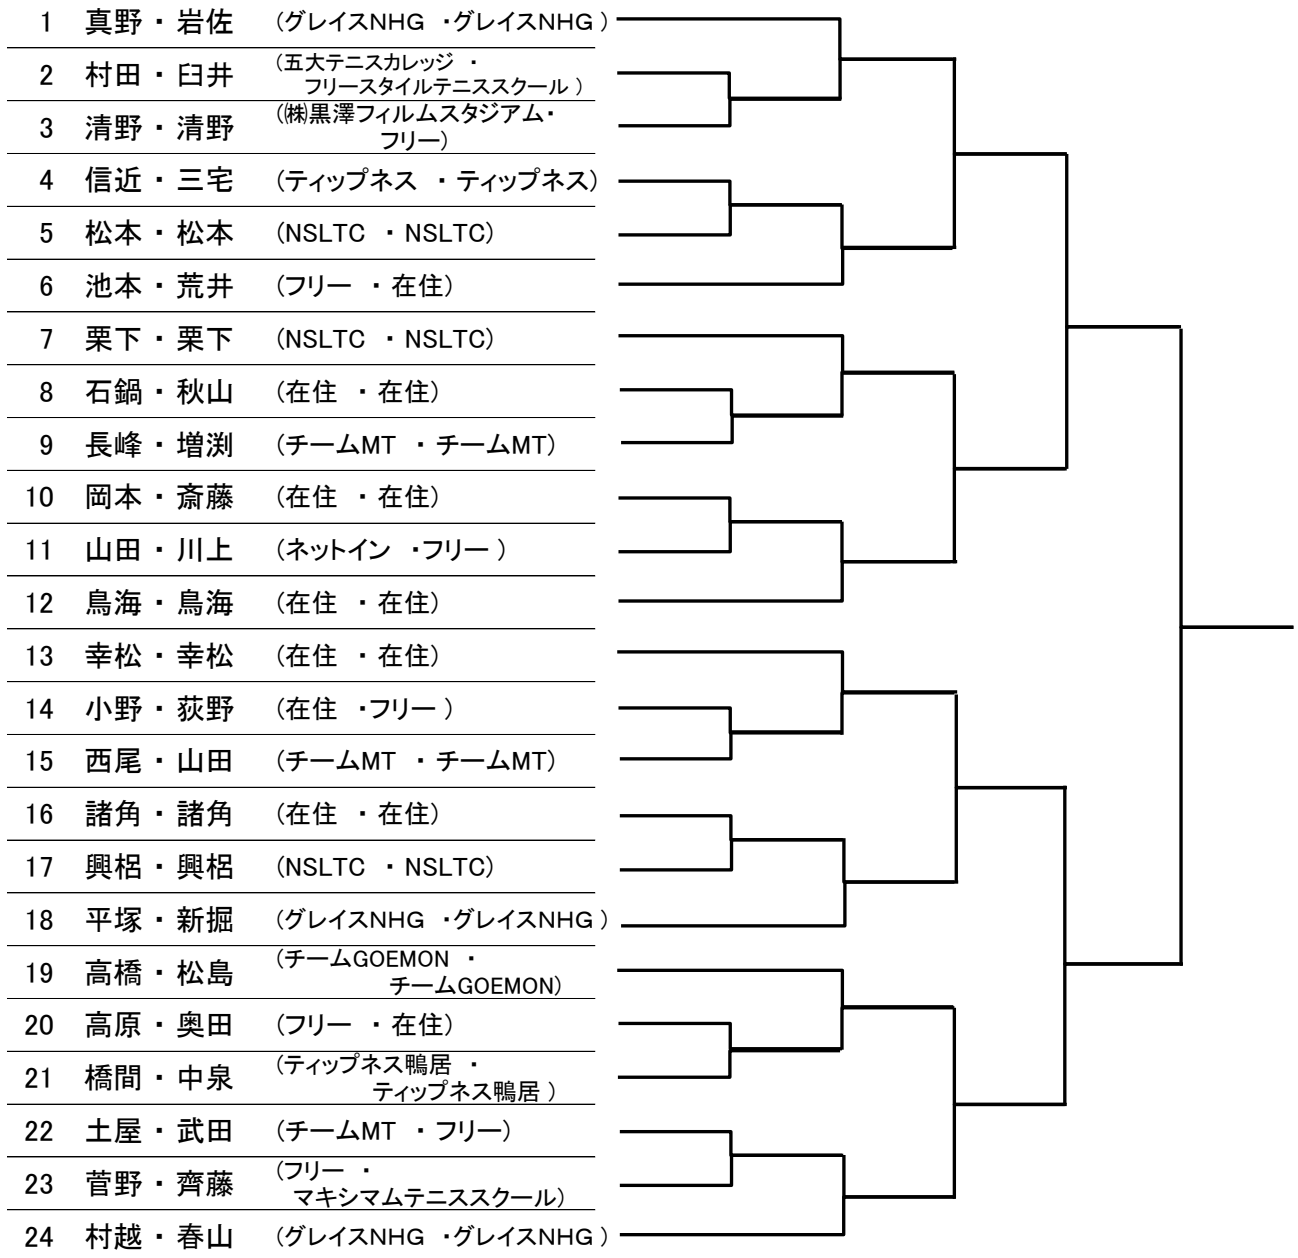 1 真野・岩佐 (グレイスNHG ・グレイスNHG )
2 村田・臼井 (五大テニスカレッジ ・
フリースタイルテニススクール )
3 清野・清野 (㈱黒澤フィルムスタジアム・
フリー)
4 信近・三宅 (ティップネス ・ティップネス)
5 松本・松本 (NSLTC ・NSLTC)
6 池本・荒井 (フリー ・在住)
7 栗下・栗下 (NSLTC ・NSLTC)
8 石鍋・秋山 (在住 ・在住)
9 長峰・増渕 (チームMT ・チームMT)
10 岡本・斎藤 (在住 ・在住)
11 山田・川上 (ネットイン ・フリー )
12 鳥海・鳥海 (在住 ・在住)
13 幸松・幸松 (在住 ・在住)
14 小野・荻野 (在住 ・フリー )
15 西尾・山田 (チームMT ・チームMT)
16 諸角・諸角 (在住 ・在住)
17 興梠・興梠 (NSLTC ・NSLTC)
18 平塚・新掘 (グレイスNHG ・グレイスNHG )
19 高橋・松島 (チームGOEMON ・
チームGOEMON)
20 高原・奥田 (フリー ・在住)
21 橋間・中泉 (ティップネス鴨居 ・
ティップネス鴨居 )
22 土屋・武田 (チームMT ・フリー)
23 菅野・齊藤 (フリー ・
マキシマムテニススクール)
24 村越・春山 (グレイスNHG ・グレイスNHG )